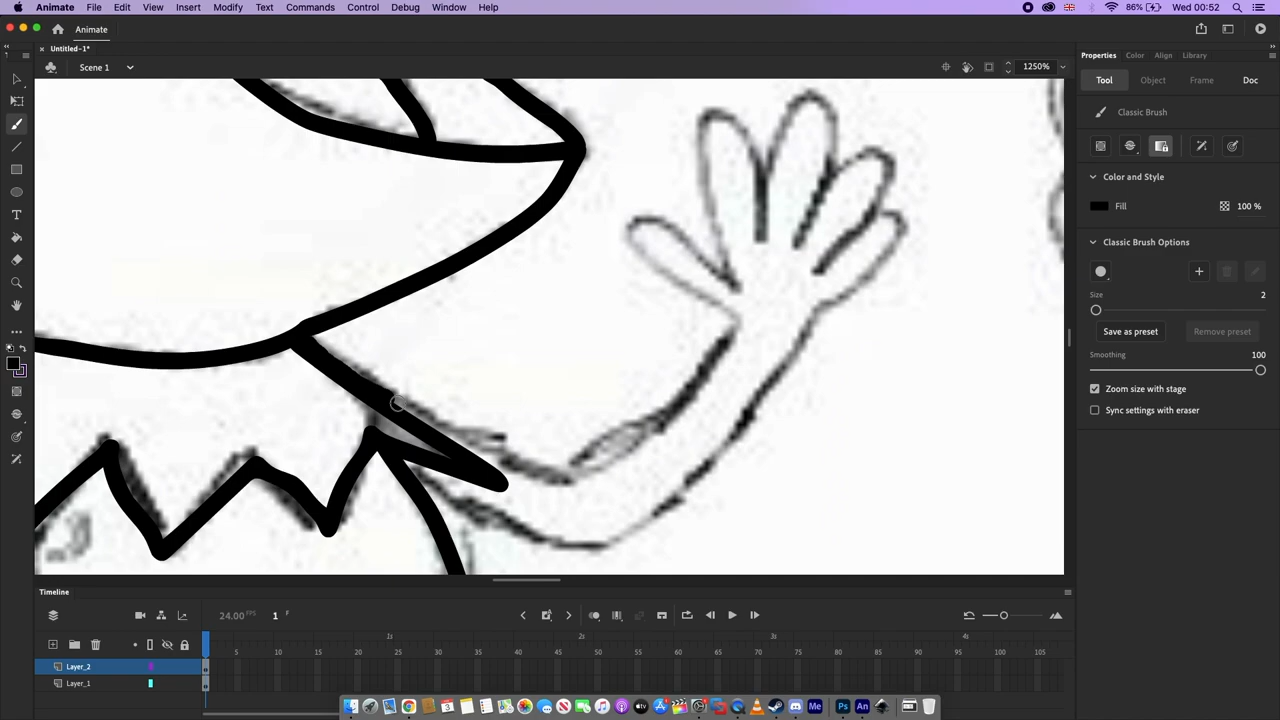 Animate File Edit View Insert Modify Text Commands Control Debug Window Help 86% Wed 00:52
Animate
Untitled-1*
Scene 1 1250%
Properties Color Align Library
Tool Object Frame Doc
Classic Brush
Color and Style
Fill 100 %
Classic Brush Options
Size 2
Save as preset Remove preset
Smoothing 100
Zoom size with stage
Sync settings with eraser
Timeline
24.00 FPS 1 F
1s 2s 3s 4s
5 10 15 20 25 30 35 40 45 50 55 60 65 70 75 80 85 90 95 100 105
Layer_2
Layer_1